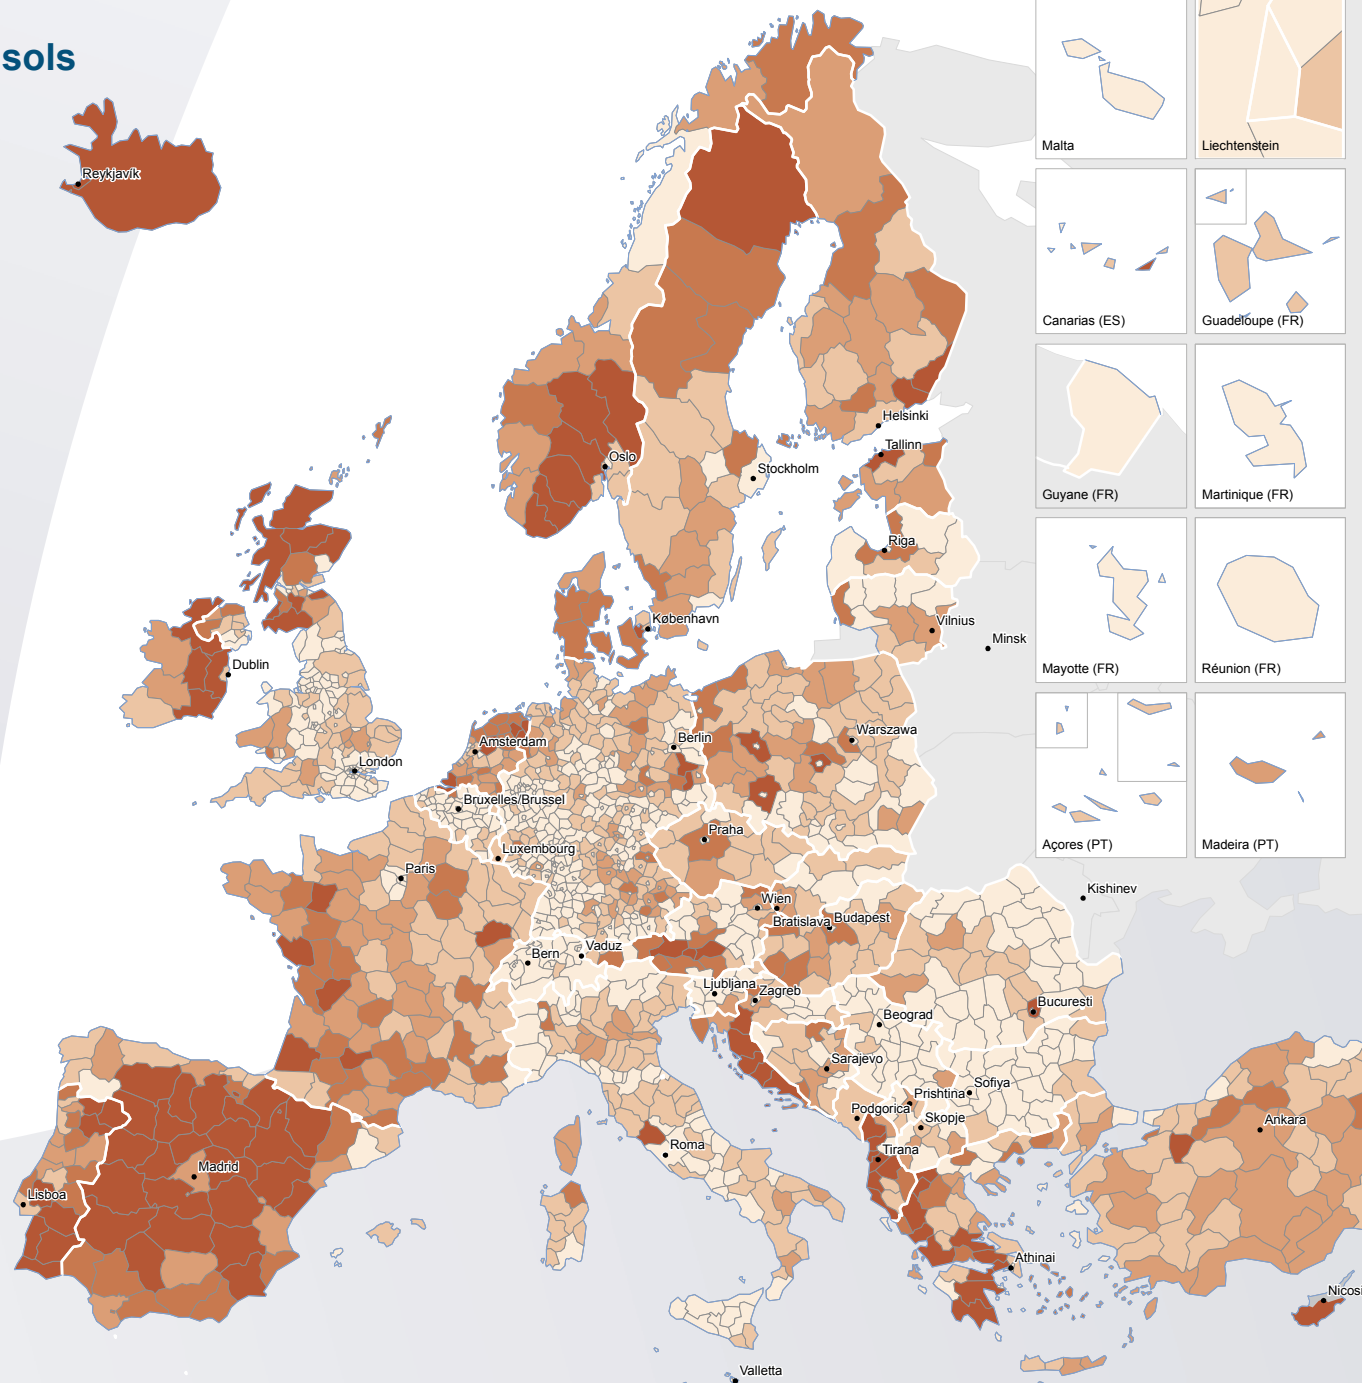 sols
Reykjavik
Malta
Liechtenstein
Canarias (ES)
Guadeloupe (FR)
Guyane (FR)
Martinique (FR)
Mayotte (FR)
Réunion (FR)
Açores (PT)
Madeira (PT)
Helsinki
Tallinn
Oslo
Stockholm
Riga
København
Vilnius
Minsk
Dublin
Amsterdam
Berlin
Warszawa
London
Bruxelles/Brussel
Praha
Luxembourg
Paris
Kishinev
Wien
Bratislava
Budapest
Bern
Vaduz
Ljubljana
Zagreb
Bucuresti
Beograd
Sarajevo
Prishtina
Sofiya
Podgorica
Skopje
Ankara
Roma
Tirana
Madrid
Lisboa
Athinai
Nicosi
Valletta